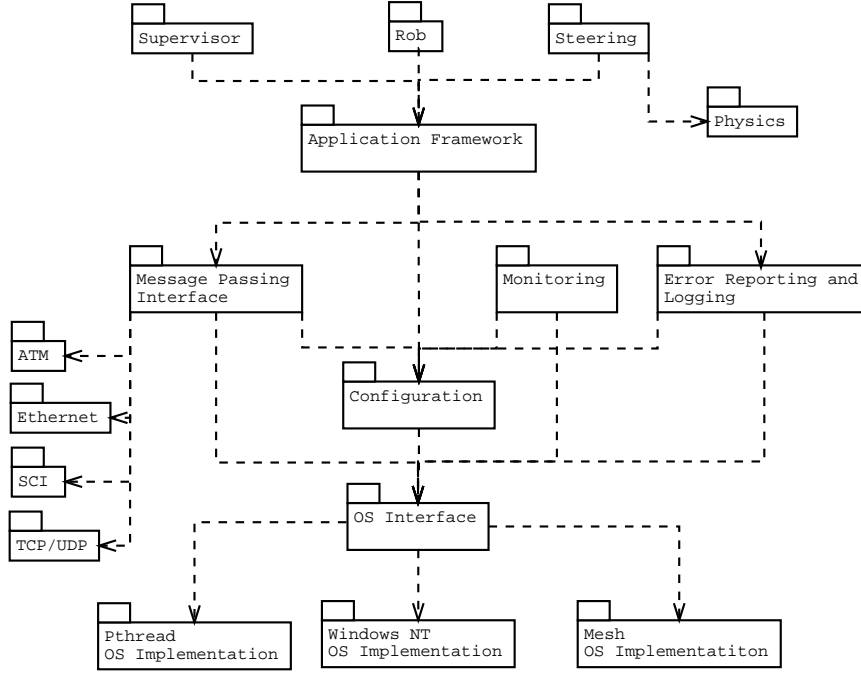 Supervisor
Rob
Steering
Physics
Application Framework
Message Passing
Interface
Monitoring
Error Reporting and
Logging
ATM
Ethernet
SCI
TCP/UDP
Configuration
OS Interface
Pthread
OS Implementation
Windows NT
OS Implementation
Mesh
OS Implementatiton